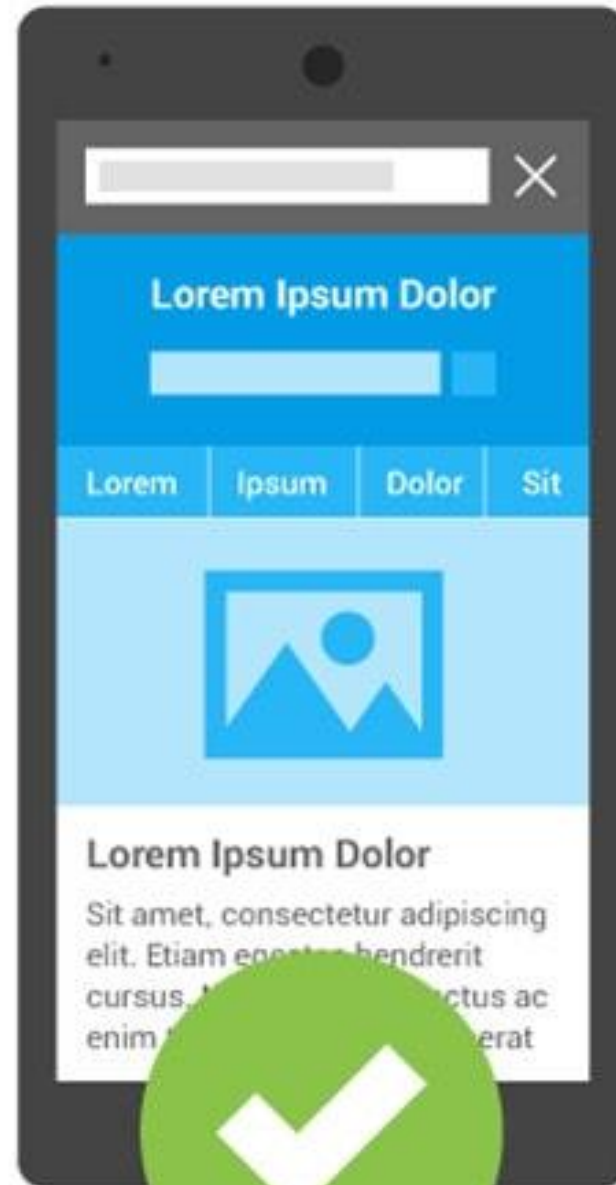 Lorem Ipsum Dolor
Lorem Ipsum Dolor Sit
Lorem Ipsum Dolor
Sit amet, consectetur adipiscing
elit. Etiam hendrerit
cursus. ac
enim